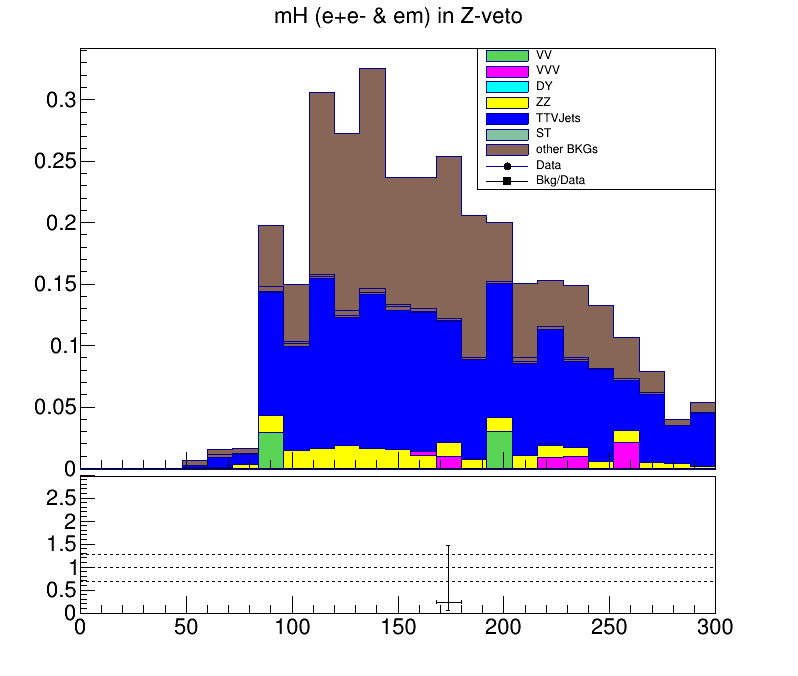 mH (e+e- & em) in Z-veto
VV
VVV
DY
ZZ
TTVJets
ST
other BKGs
Data
Bkg/Data
0.3
0.25
0.2
0.15
0.1
0.05
0
2.5
2
1.5
1
0.5
0
0 50 100 150 200 250 300